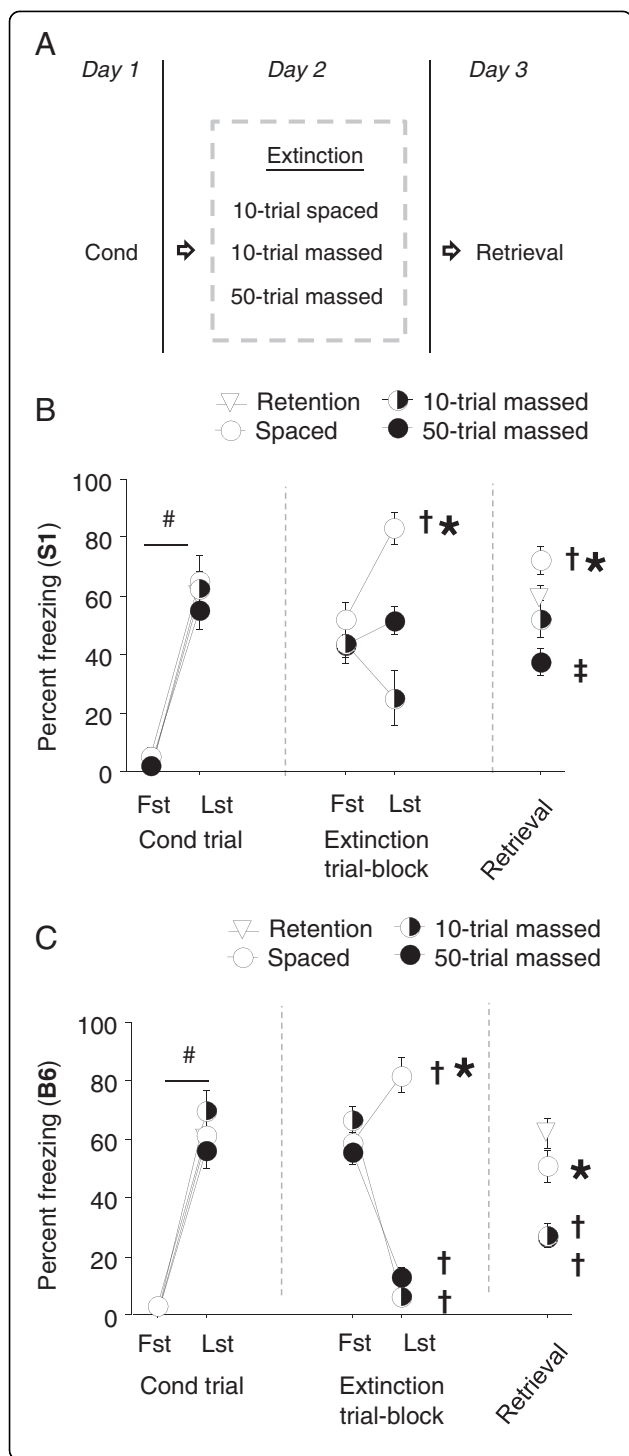 A
Day 1 Day 2 Day 3
Extinction
10-trial spaced
Cond ⇨ 10-trial massed ⇨ Retrieval
50-trial massed
B
Retention 10-trial massed
Spaced 50-trial massed
Percent freezing (S1)
100
80
60
40
20
0
#
† *
† *
‡
Fst Lst Fst Lst Retrieval
Cond trial Extinction
trial-block
C
Retention 10-trial massed
Spaced 50-trial massed
Percent freezing (B6)
100
80
60
40
20
0
#
† *
†
†
*
†
†
Fst Lst Fst Lst Retrieval
Cond trial Extinction
trial-block